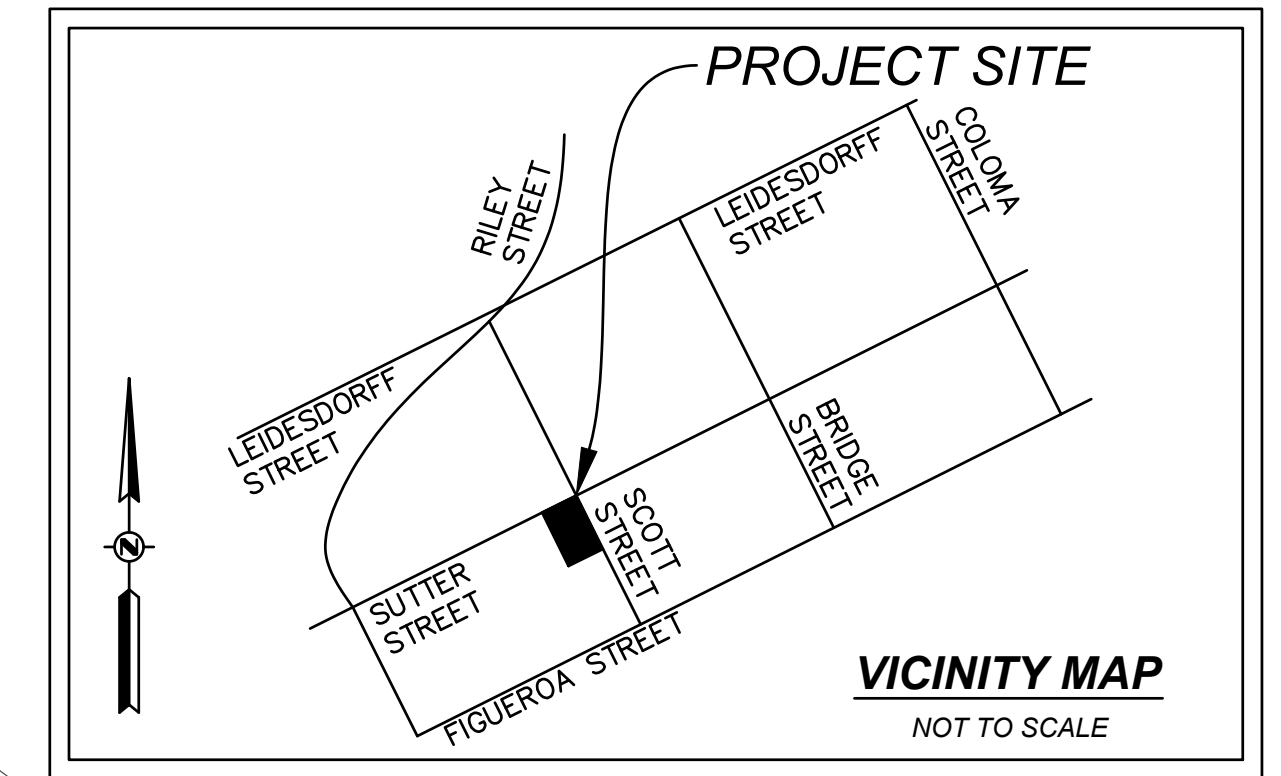 PROJECT SITE
COLOMA
STREET
LEIDESDORFF
STREET
RILEY
STREET
LEIDESDORFF
STREET
BRIDGE
STREET
SCOTT
STREET
N
SUTTER
STREET
FIGUEROA STREET
VICINITY MAP
NOT TO SCALE